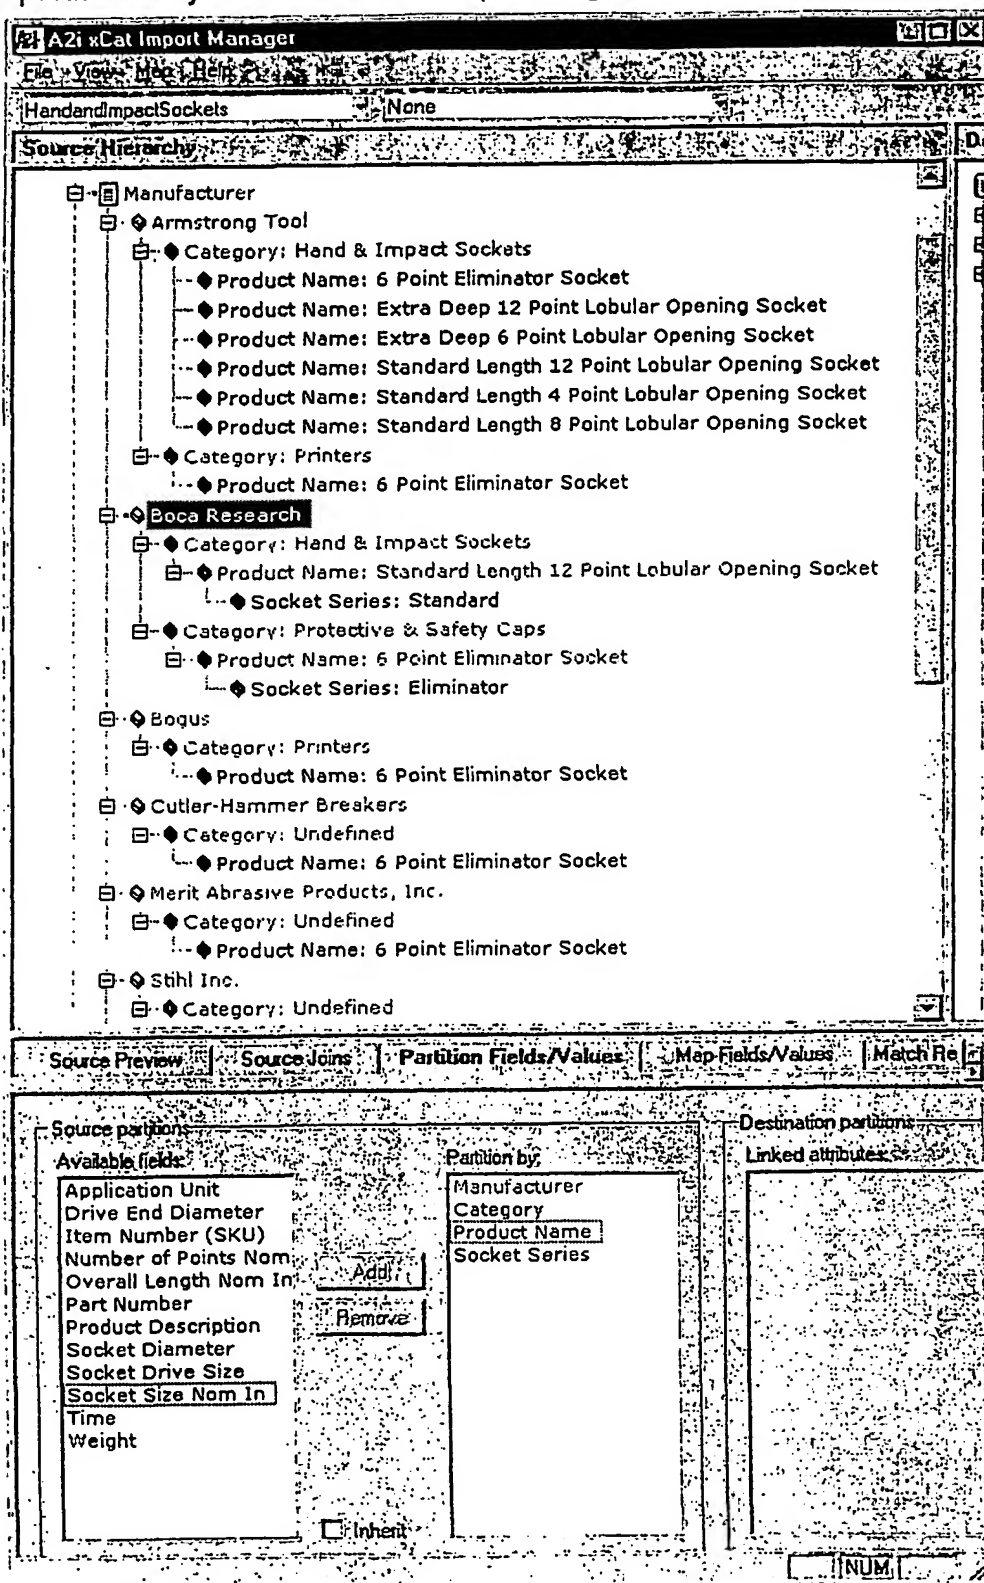 A2i xCat Import Manager
File View Map Help
HandandImpactSockets None
Source Hierarchy
Manufacturer
Armstrong Tool
Category: Hand & Impact Sockets
Product Name: 6 Point Eliminator Socket
Product Name: Extra Deep 12 Point Lobular Opening Socket
Product Name: Extra Deep 6 Point Lobular Opening Socket
Product Name: Standard Length 12 Point Lobular Opening Socket
Product Name: Standard Length 4 Point Lobular Opening Socket
Product Name: Standard Length 8 Point Lobular Opening Socket
Category: Printers
Product Name: 6 Point Eliminator Socket
Boca Research
Category: Hand & Impact Sockets
Product Name: Standard Length 12 Point Lobular Opening Socket
Socket Series: Standard
Category: Protective & Safety Caps
Product Name: 6 Point Eliminator Socket
Socket Series: Eliminator
Bogus
Category: Printers
Product Name: 6 Point Eliminator Socket
Cutler-Hammer Breakers
Category: Undefined
Product Name: 6 Point Eliminator Socket
Merit Abrasive Products, Inc.
Category: Undefined
Product Name: 6 Point Eliminator Socket
Stihl Inc.
Category: Undefined
Source Preview Source Joins Partition Fields/Values Map Fields/Values Match Re
Source partitions
Available fields:
Application Unit
Drive End Diameter
Item Number (SKU)
Number of Points Nom
Overall Length Nom In
Part Number
Product Description
Socket Diameter
Socket Drive Size
Socket Size Nom In
Time
Weight
Add
Remove
Inherit
Partition by:
Manufacturer
Category
Product Name
Socket Series
Destination partitions
Linked attributes
NUM